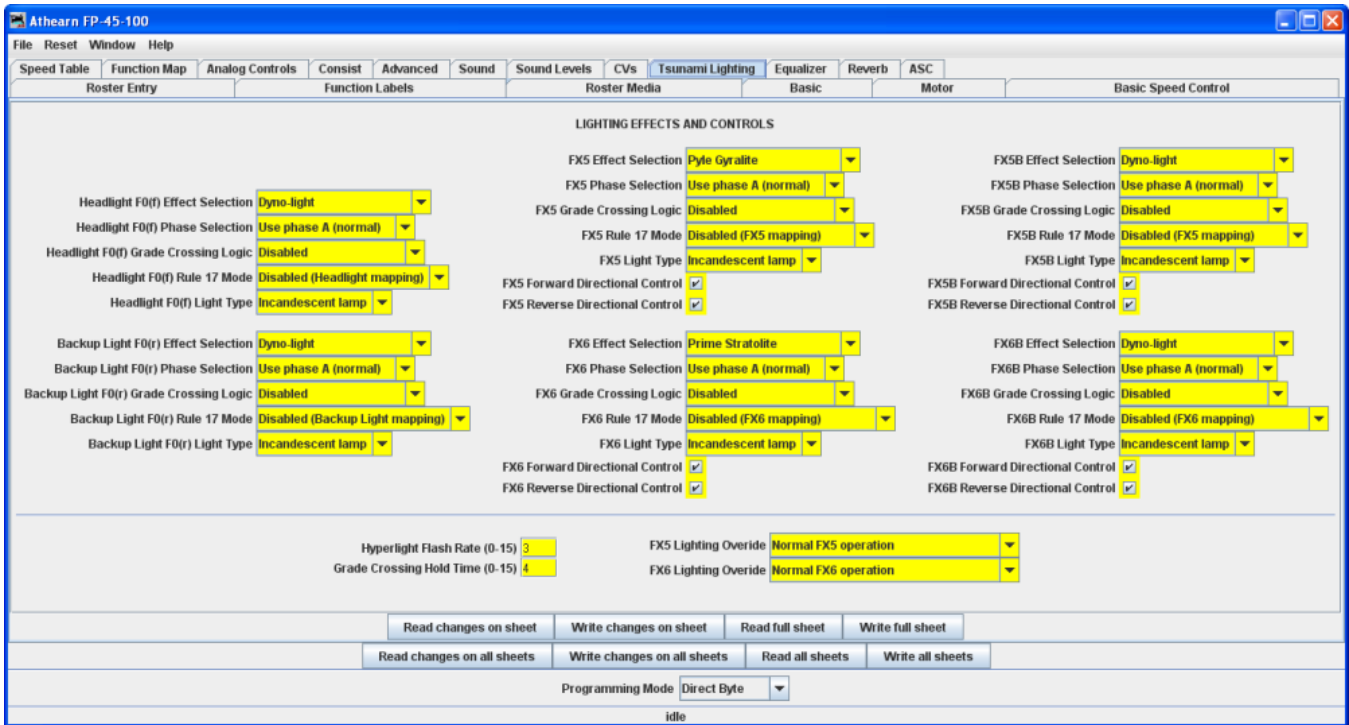 Athearn FP-45-100
File Reset Window Help
Speed Table Function Map Analog Controls Consist Advanced Sound Sound Levels CVs Tsunami Lighting Equalizer Reverb ASC
Roster Entry Function Labels Roster Media Basic Motor Basic Speed Control
LIGHTING EFFECTS AND CONTROLS
Headlight F0(f) Effect Selection Dyno-light
Headlight F0(f) Phase Selection Use phase A (normal)
Headlight F0(f) Grade Crossing Logic Disabled
Headlight F0(f) Rule 17 Mode Disabled (Headlight mapping)
Headlight F0(f) Light Type Incandescent lamp
FX5 Effect Selection Pyle Gyralite
FX5 Phase Selection Use phase A (normal)
FX5 Grade Crossing Logic Disabled
FX5 Rule 17 Mode Disabled (FX5 mapping)
FX5 Light Type Incandescent lamp
FX5 Forward Directional Control
FX5 Reverse Directional Control
FX5B Effect Selection Dyno-light
FX5B Phase Selection Use phase A (normal)
FX5B Grade Crossing Logic Disabled
FX5B Rule 17 Mode Disabled (FX5 mapping)
FX5B Light Type Incandescent lamp
FX5B Forward Directional Control
FX5B Reverse Directional Control
Backup Light F0(r) Effect Selection Dyno-light
Backup Light F0(r) Phase Selection Use phase A (normal)
Backup Light F0(r) Grade Crossing Logic Disabled
Backup Light F0(r) Rule 17 Mode Disabled (Backup Light mapping)
Backup Light F0(r) Light Type Incandescent lamp
FX6 Effect Selection Prime Stratolite
FX6 Phase Selection Use phase A (normal)
FX6 Grade Crossing Logic Disabled
FX6 Rule 17 Mode Disabled (FX6 mapping)
FX6 Light Type Incandescent lamp
FX6 Forward Directional Control
FX6 Reverse Directional Control
FX6B Effect Selection Dyno-light
FX6B Phase Selection Use phase A (normal)
FX6B Grade Crossing Logic Disabled
FX6B Rule 17 Mode Disabled (FX6 mapping)
FX6B Light Type Incandescent lamp
FX6B Forward Directional Control
FX6B Reverse Directional Control
Hyperlight Flash Rate (0-15) 3
Grade Crossing Hold Time (0-15) 4
FX5 Lighting Overide Normal FX5 operation
FX6 Lighting Overide Normal FX6 operation
Read changes on sheet Write changes on sheet Read full sheet Write full sheet
Read changes on all sheets Write changes on all sheets Read all sheets Write all sheets
Programming Mode Direct Byte
idle